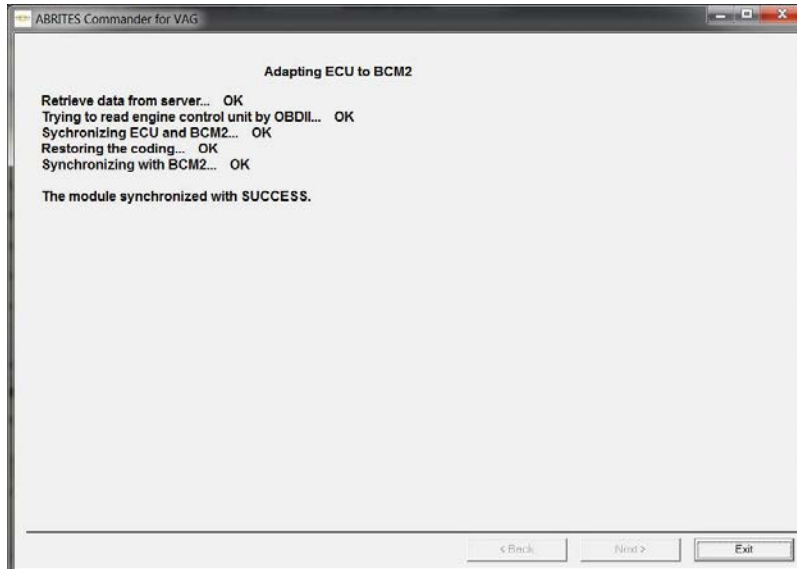 ABRITES Commander for VAG
Adapting ECU to BCM2
Retrieve data from server... OK
Trying to read engine control unit by OBDII... OK
Sychronizing ECU and BCM2... OK
Restoring the coding... OK
Synchronizing with BCM2... OK
The module synchronized with SUCCESS.
< Back Next > Exit